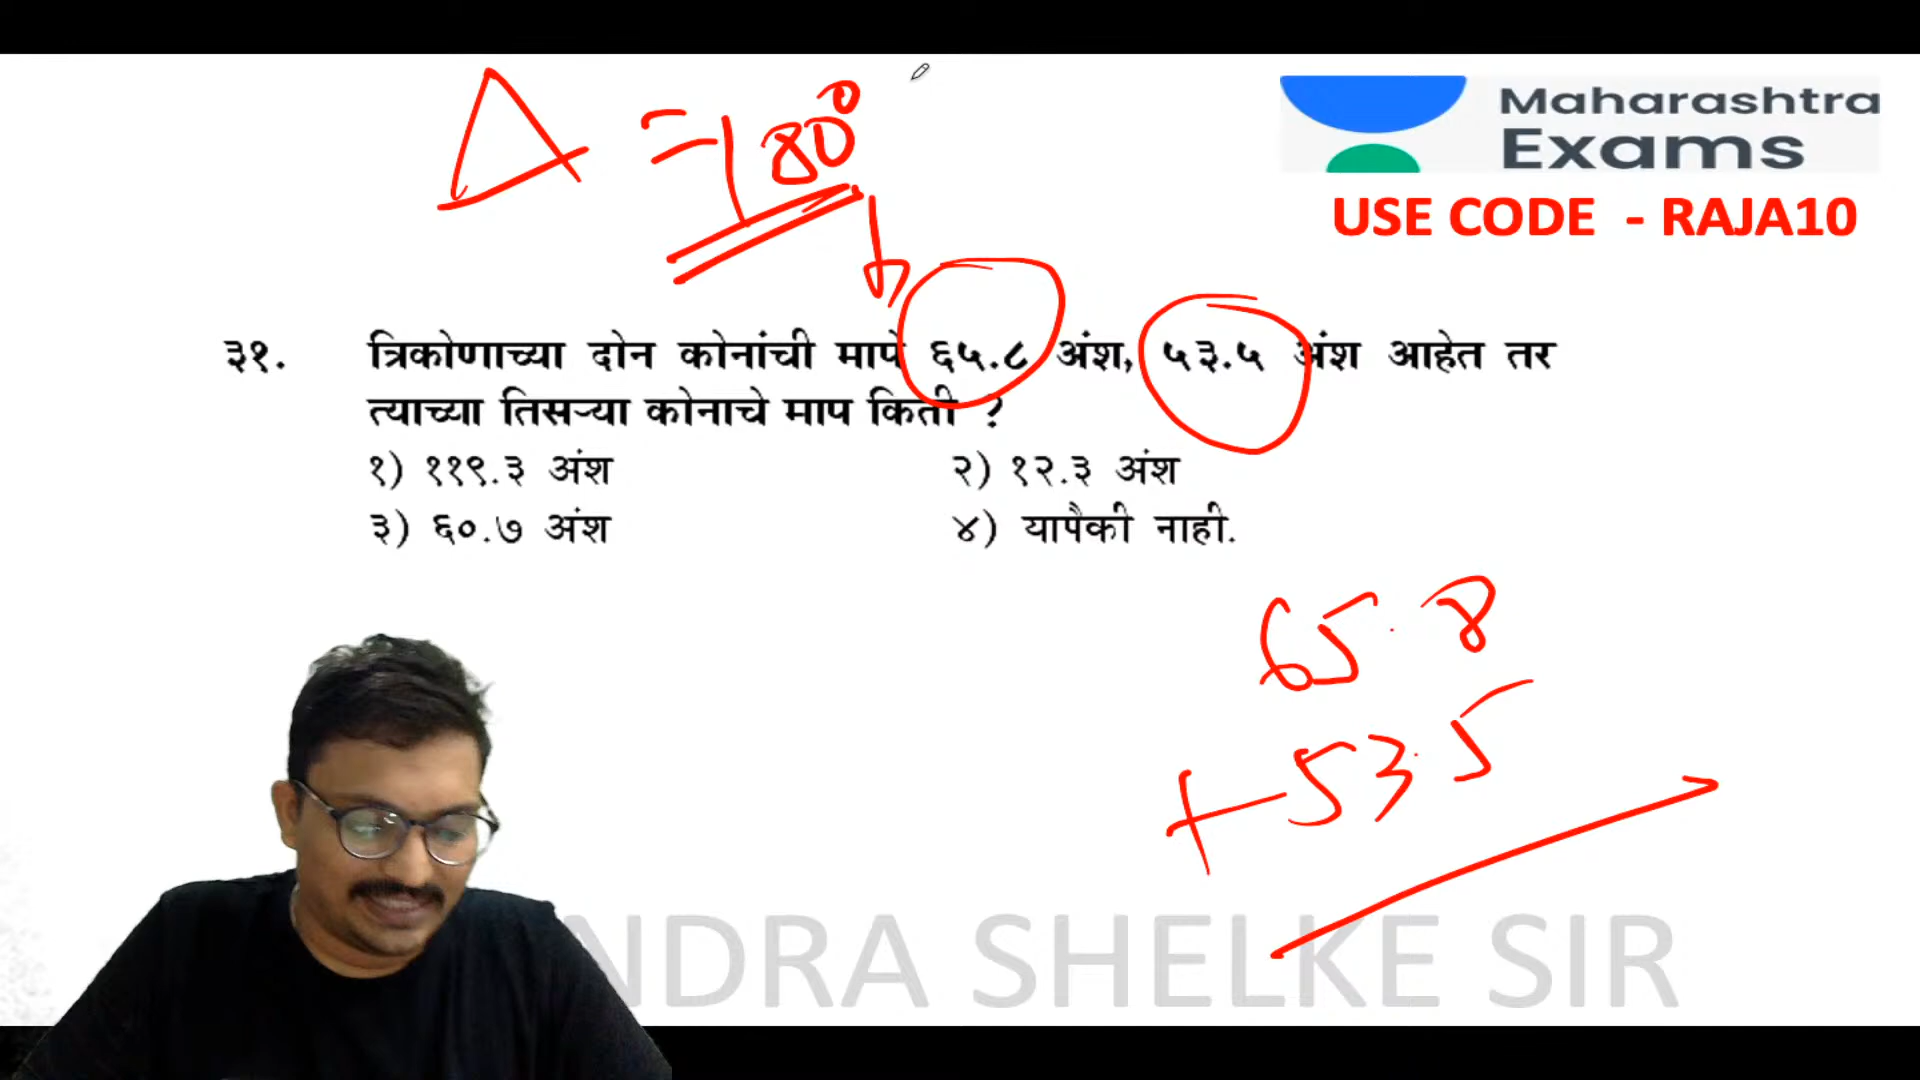 Δ = 180°
Maharashtra
Exams
USE CODE - RAJA10
३१. त्रिकोणाच्या दोन कोनांची मापे ६५.८ अंश, ५३.५ अंश आहेत तर
त्याच्या तिसऱ्या कोनाचे माप किती ?
१) ११९.३ अंश २) १२.३ अंश
३) ६०.७ अंश ४) यापैकी नाही.
65.8
+53.5
NDRA SHELKE SIR